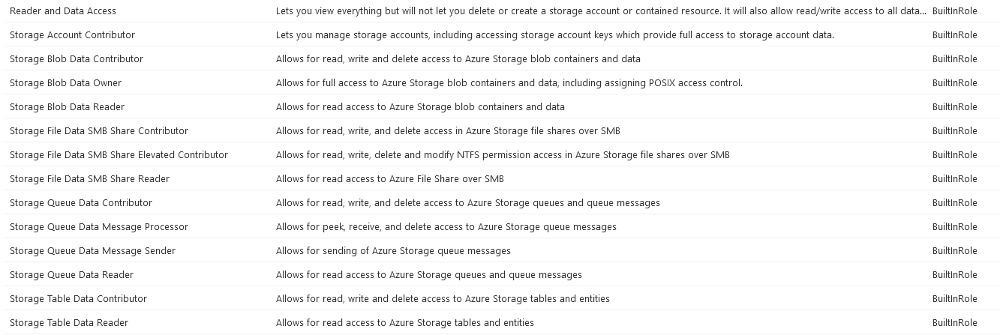 Reader and Data Access Lets you view everything but will not let you delete or create a storage account or contained resource. It will also allow read/write access to all data... BuiltInRole
Storage Account Contributor Lets you manage storage accounts, including accessing storage account keys which provide full access to storage account data. BuiltInRole
Storage Blob Data Contributor Allows for read, write and delete access to Azure Storage blob containers and data BuiltInRole
Storage Blob Data Owner Allows for full access to Azure Storage blob containers and data, including assigning POSIX access control. BuiltInRole
Storage Blob Data Reader Allows for read access to Azure Storage blob containers and data BuiltInRole
Storage File Data SMB Share Contributor Allows for read, write, and delete access in Azure Storage file shares over SMB BuiltInRole
Storage File Data SMB Share Elevated Contributor Allows for read, write, delete and modify NTFS permission access in Azure Storage file shares over SMB BuiltInRole
Storage File Data SMB Share Reader Allows for read access to Azure File Share over SMB BuiltInRole
Storage Queue Data Contributor Allows for read, write, and delete access to Azure Storage queues and queue messages BuiltInRole
Storage Queue Data Message Processor Allows for peek, receive, and delete access to Azure Storage queue messages BuiltInRole
Storage Queue Data Message Sender Allows for sending of Azure Storage queue messages BuiltInRole
Storage Queue Data Reader Allows for read access to Azure Storage queues and queue messages BuiltInRole
Storage Table Data Contributor Allows for read, write and delete access to Azure Storage tables and entities BuiltInRole
Storage Table Data Reader Allows for read access to Azure Storage tables and entities BuiltInRole